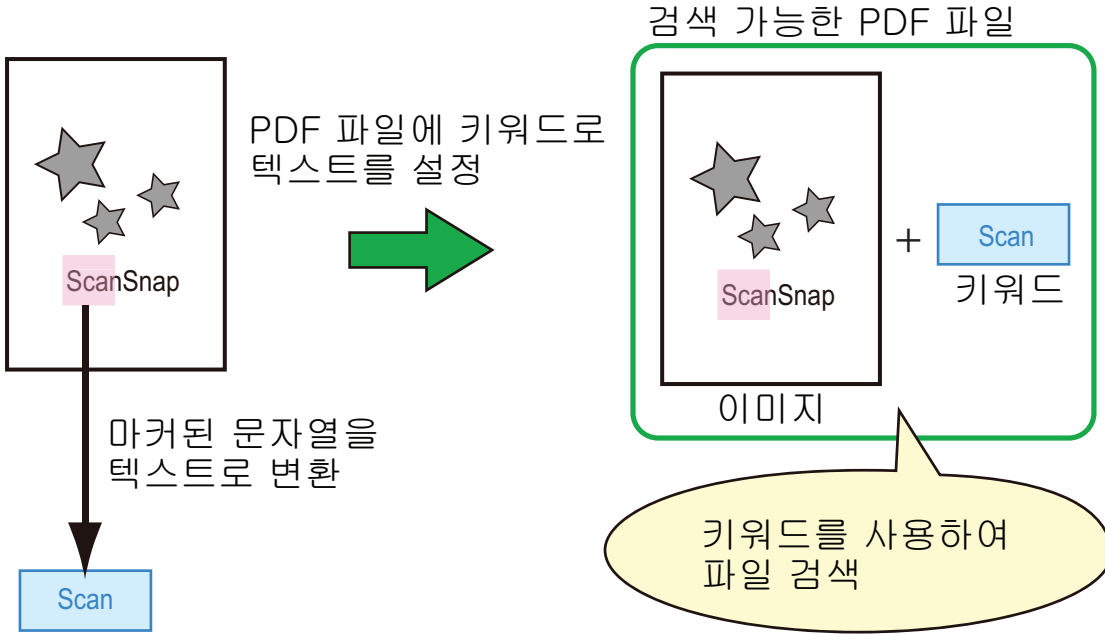 검색 가능한 PDF 파일
PDF 파일에 키워드로
텍스트를 설정
ScanSnap
마커된 문자열을
텍스트로 변환
Scan
ScanSnap
이미지
+
Scan
키워드
키워드를 사용하여
파일 검색